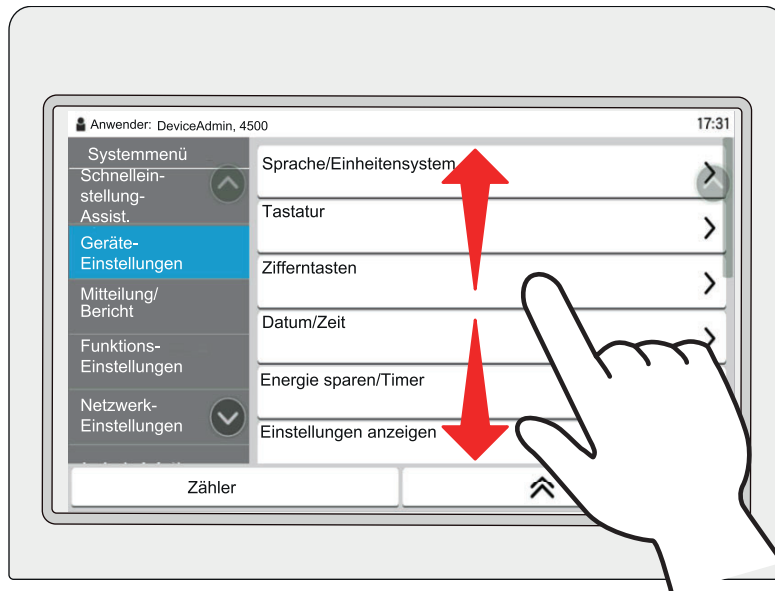 Anwender: DeviceAdmin, 4500
17:31
Systemmenü
Schnellein-
stellung-
Assist.
Geräte-
Einstellungen
Mitteilung/
Bericht
Funktions-
Einstellungen
Netzwerk-
Einstellungen
Sprache/Einheitensystem
Tastatur
Zifferntasten
Datum/Zeit
Energie sparen/Timer
Einstellungen anzeigen
Zähler